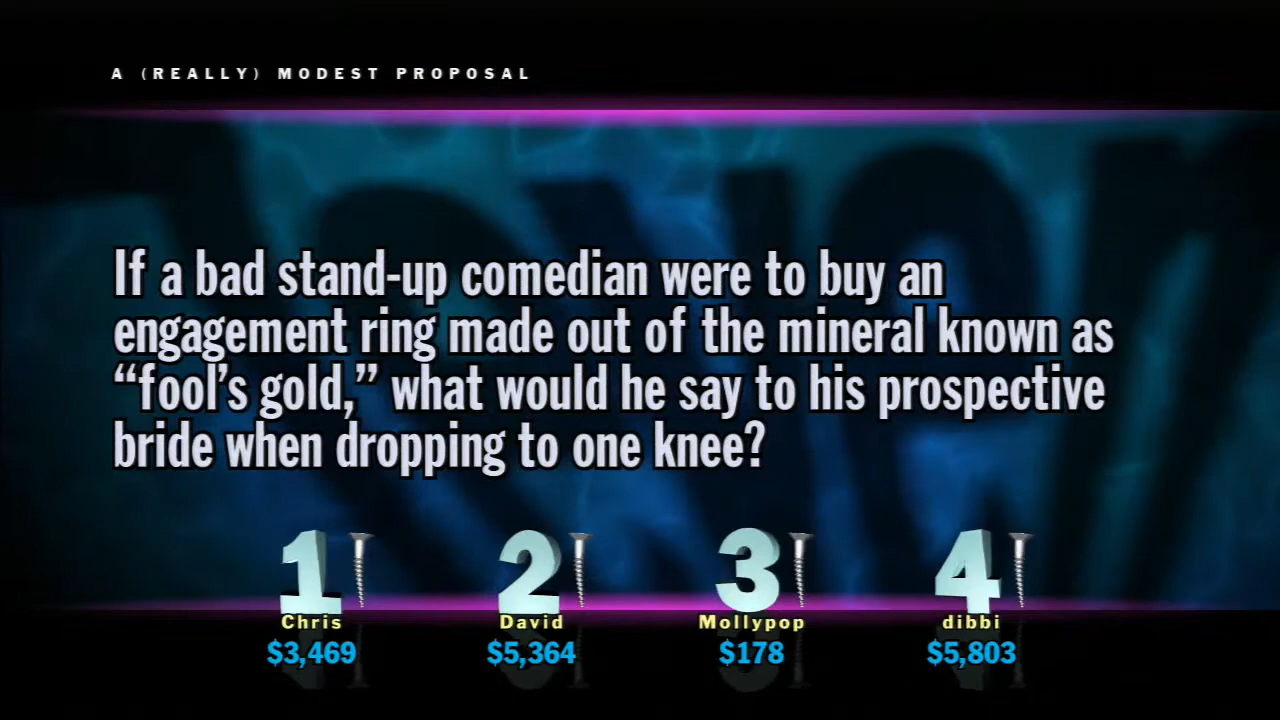 A (REALLY) MODEST PROPOSAL
If a bad stand-up comedian were to buy an
engagement ring made out of the mineral known as
“fool’s gold,” what would he say to his prospective
bride when dropping to one knee?
1 2 3 4
Chris David Mollypop dibbi
$3,469 $5,364 $178 $5,803